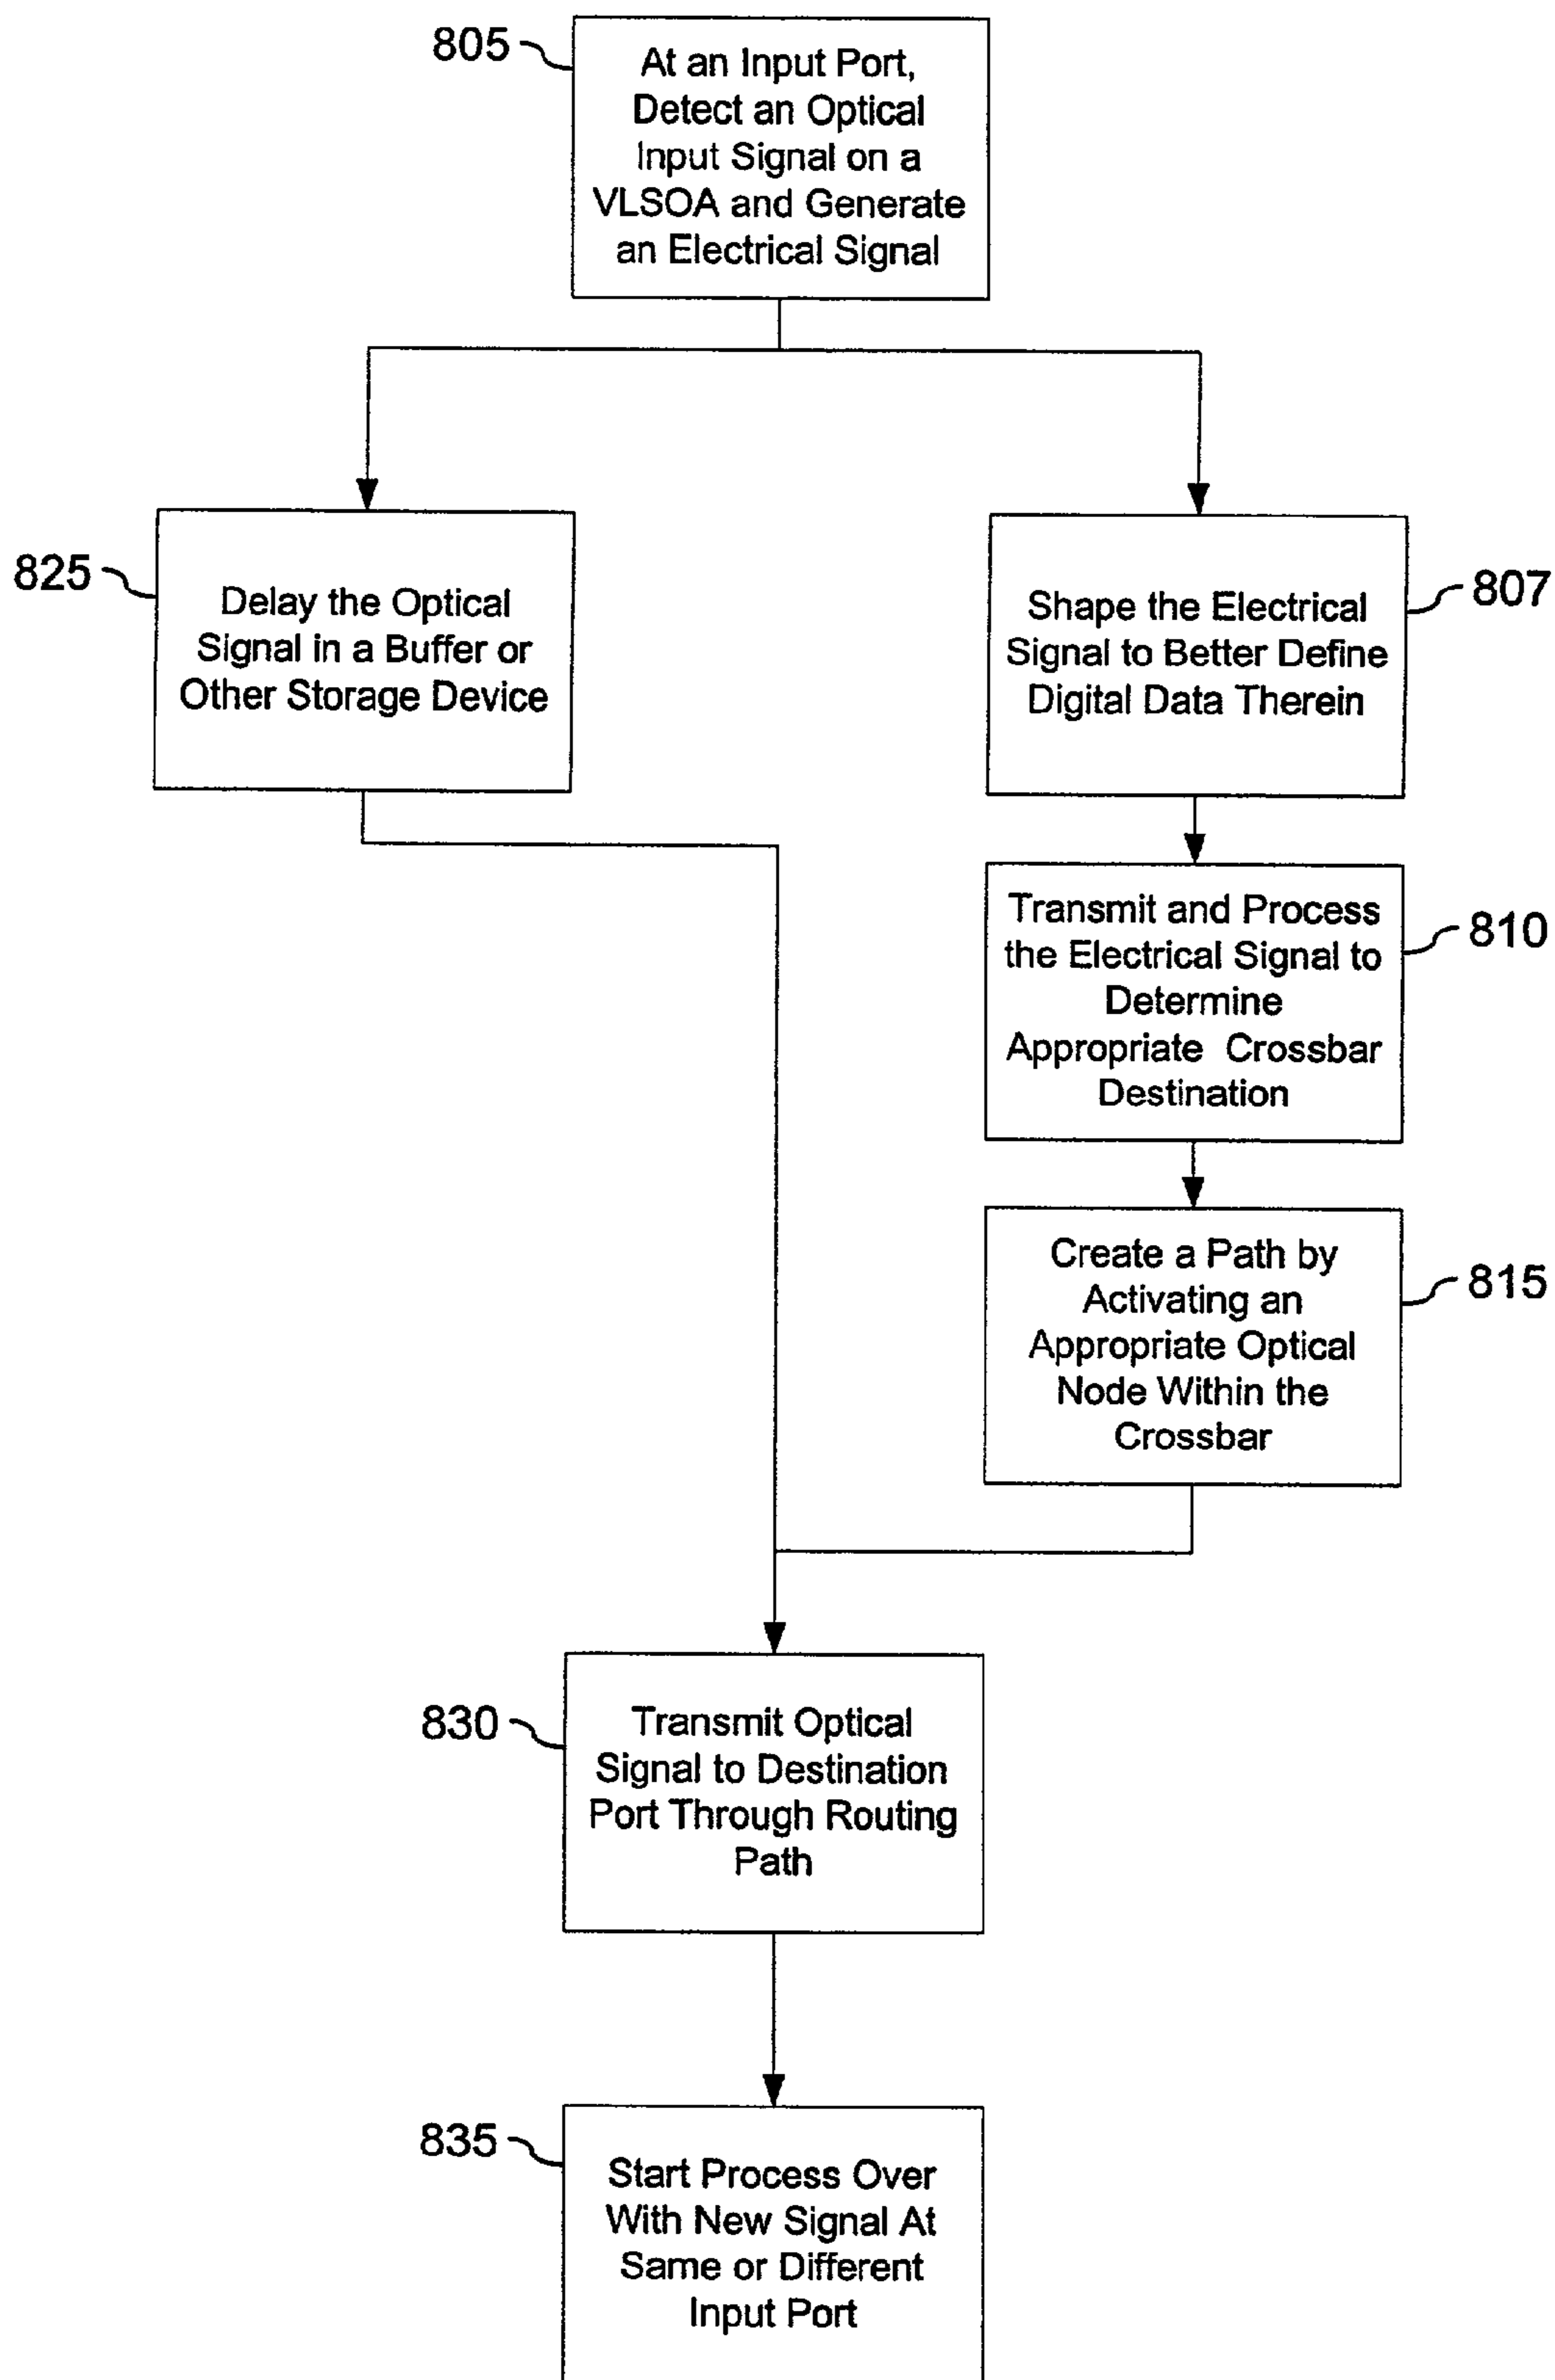 805
At an Input Port,
Detect an Optical
Input Signal on a
VLSOA and Generate
an Electrical Signal
825
Delay the Optical
Signal in a Buffer or
Other Storage Device
807
Shape the Electrical
Signal to Better Define
Digital Data Therein
810
Transmit and Process
the Electrical Signal to
Determine
Appropriate Crossbar
Destination
815
Create a Path by
Activating an
Appropriate Optical
Node Within the
Crossbar
830
Transmit Optical
Signal to Destination
Port Through Routing
Path
835
Start Process Over
With New Signal At
Same or Different
Input Port